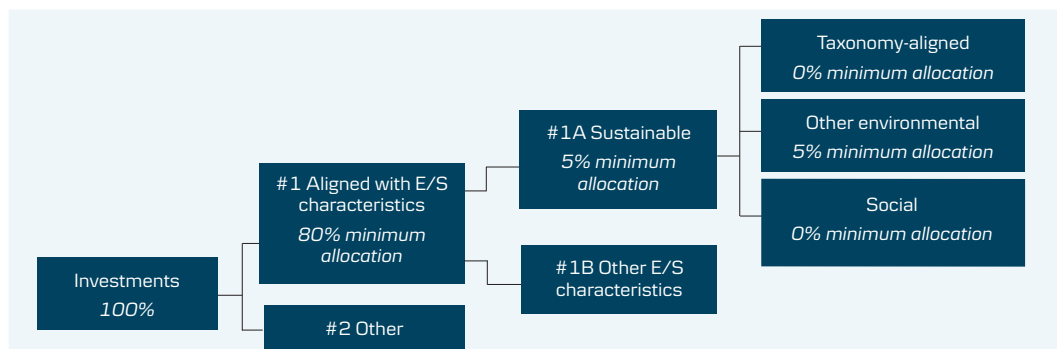 Investments
100%
#1 Aligned with E/S
characteristics
80% minimum
allocation
#2 Other
#1A Sustainable
5% minimum
allocation
#1B Other E/S
characteristics
Taxonomy-aligned
0% minimum allocation
Other environmental
5% minimum allocation
Social
0% minimum allocation